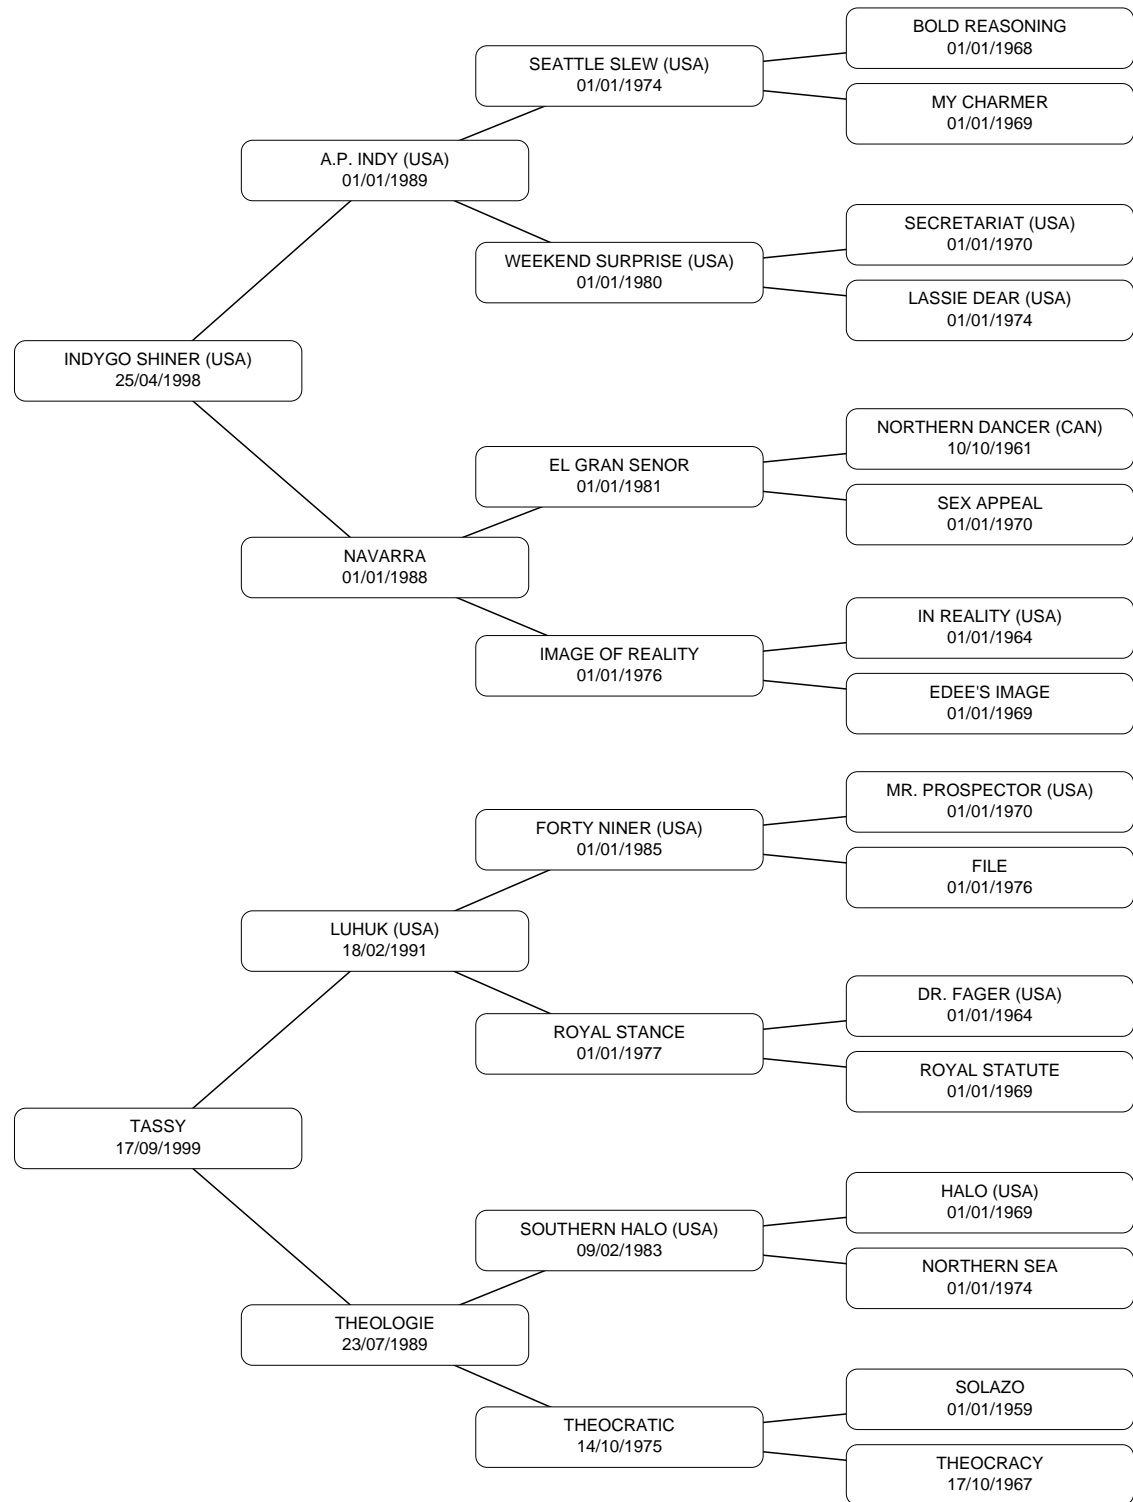 BOLD REASONING
01/01/1968
SEATTLE SLEW (USA)
01/01/1974
MY CHARMER
01/01/1969
A.P. INDY (USA)
01/01/1989
SECRETARIAT (USA)
01/01/1970
WEEKEND SURPRISE (USA)
01/01/1980
LASSIE DEAR (USA)
01/01/1974
INDYGO SHINER (USA)
25/04/1998
NORTHERN DANCER (CAN)
10/10/1961
EL GRAN SENOR
01/01/1981
SEX APPEAL
01/01/1970
NAVARRA
01/01/1988
IN REALITY (USA)
01/01/1964
IMAGE OF REALITY
01/01/1976
EDEE'S IMAGE
01/01/1969
MR. PROSPECTOR (USA)
01/01/1970
FORTY NINER (USA)
01/01/1985
FILE
01/01/1976
LUHUK (USA)
18/02/1991
DR. FAGER (USA)
01/01/1964
ROYAL STANCE
01/01/1977
ROYAL STATUTE
01/01/1969
TASSY
17/09/1999
HALO (USA)
01/01/1969
SOUTHERN HALO (USA)
09/02/1983
NORTHERN SEA
01/01/1974
THEOLOGIE
23/07/1989
SOLAZO
01/01/1959
THEOCRATIC
14/10/1975
THEOCRACY
17/10/1967